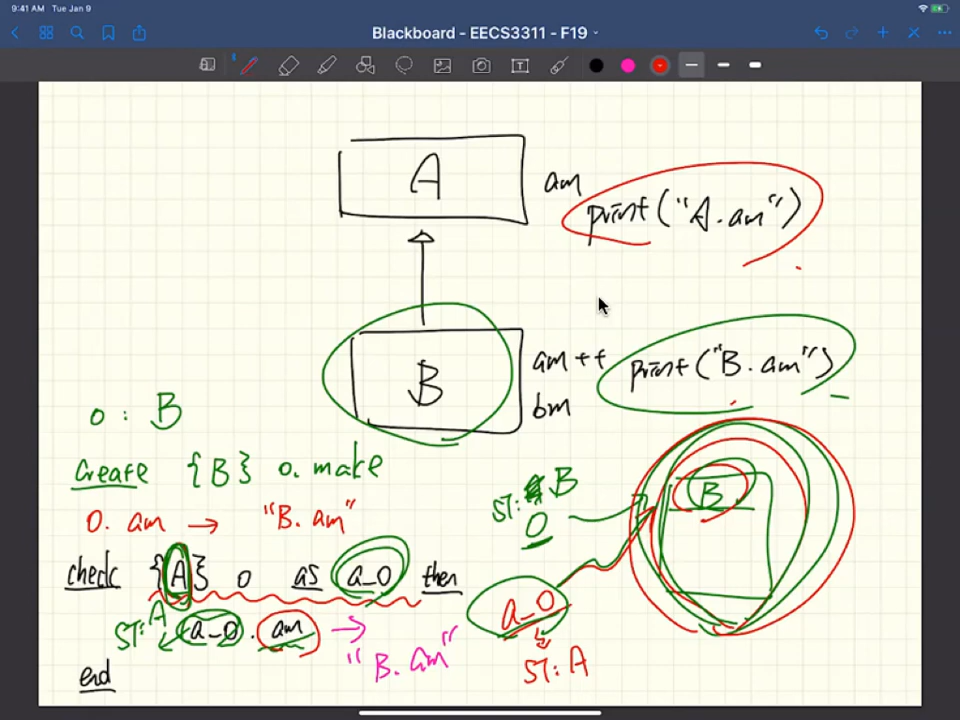 9:41 AM Tue Jan 9
Blackboard - EECS3311 - F19
A
am
print("A.am")
B
am ++
print("B.am")
bm
o : B
create {B} o.make
O.am → "B.am"
ST: B
O
B
check {A} o as a_o then
ST: A
a_o.am → "B.am"
a_o
ST: A
end